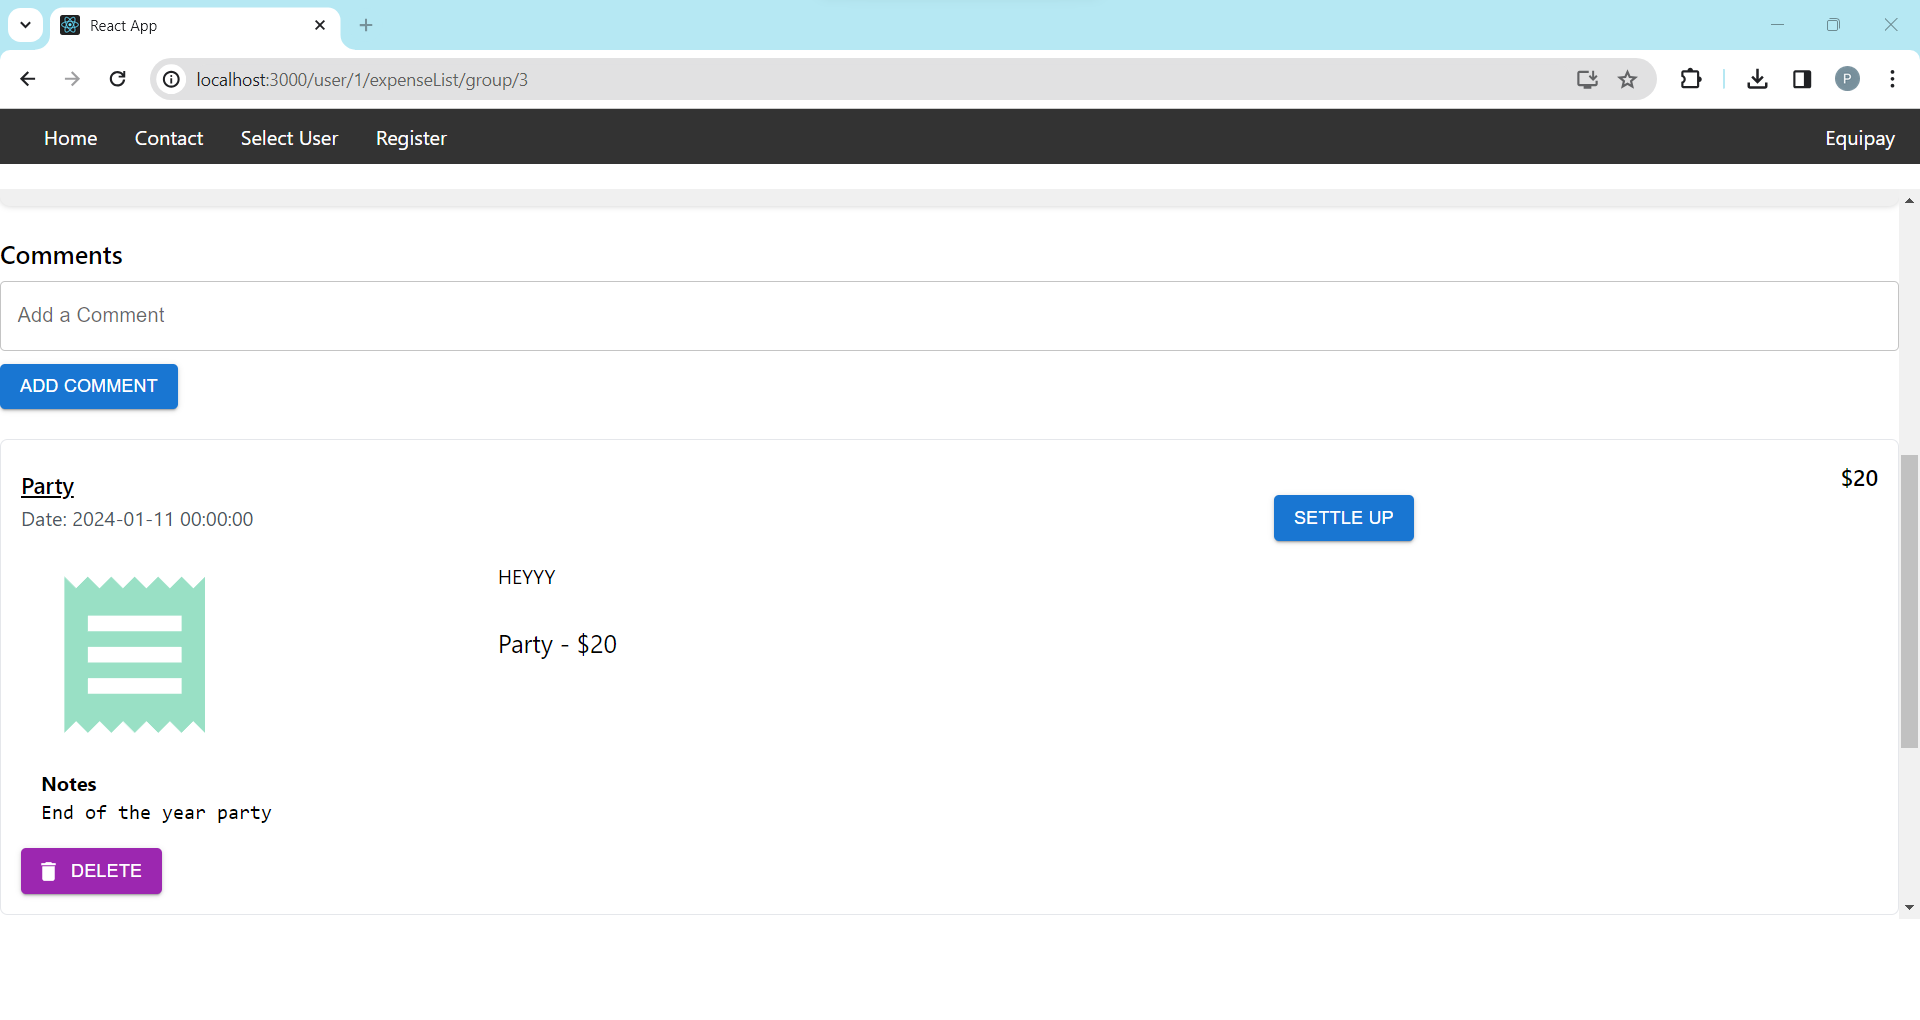 React App
localhost:3000/user/1/expenseList/group/3
P
Home Contact Select User Register Equipay
Comments
Add a Comment
ADD COMMENT
Party
$20
Date: 2024-01-11 00:00:00
SETTLE UP
HEYYY
Party - $20
Notes
End of the year party
DELETE